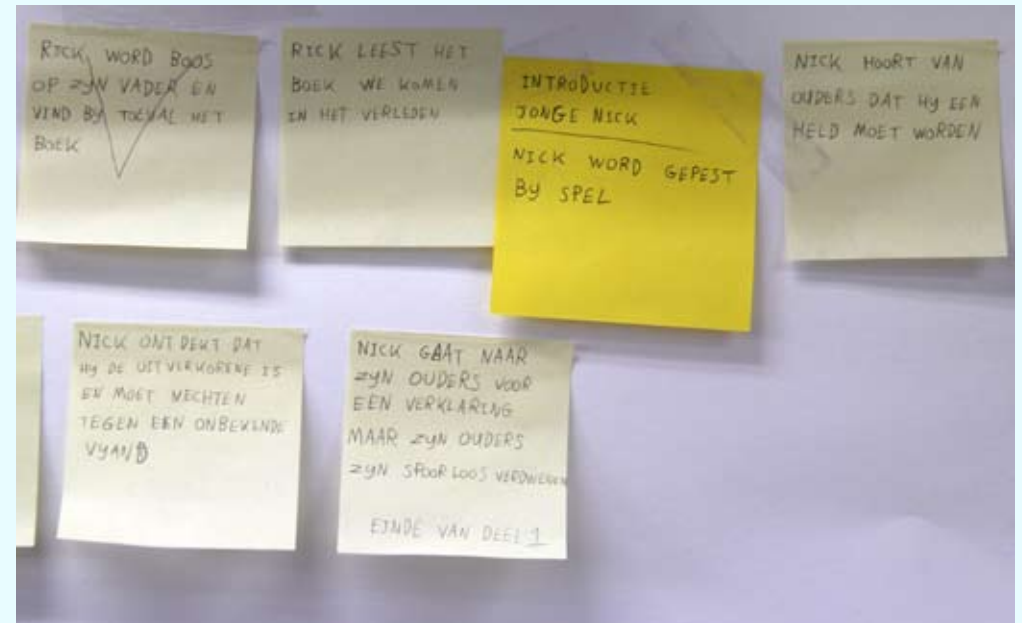 RICK, WORD BOOS
OP ZYN VADER EN
VIND BY TOEVAL HET
BOEK
RICK LEEST HET
BOEK WE KOMEN
IN HET VERLEDEN
INTRODUCTIE
JONGE NICK
NICK WORD GEPEST
BY SPEL
NICK HOORT VAN
OUDERS DAT HY EEN
HELD MOET WORDEN
NICK ONTDEKT DAT
HY DE UITVERKORENE IS
EN MOET VECHTEN
TEGEN EEN ONBEKENDE
VYAND
NICK GAAT NAAR
ZYN OUDERS VOOR
EEN VERKLARING
MAAR ZYN OUDERS
ZYN SPOORLOOS VERDWENEN
EINDE VAN DEEL 1